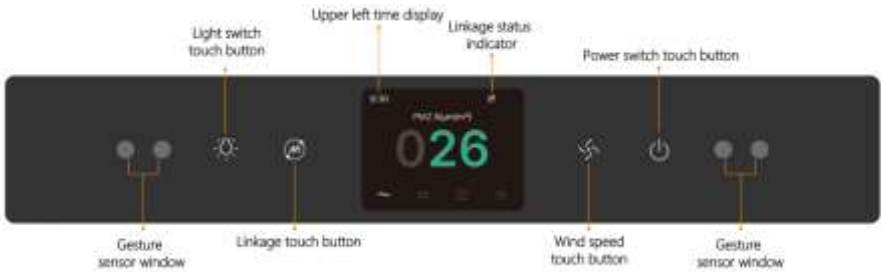 Upper left time display
Light switch
touch button
Linkage status
indicator
Power switch touch button
026
Gesture
sensor window
Linkage touch button
Wind speed
touch button
Gesture
sensor window